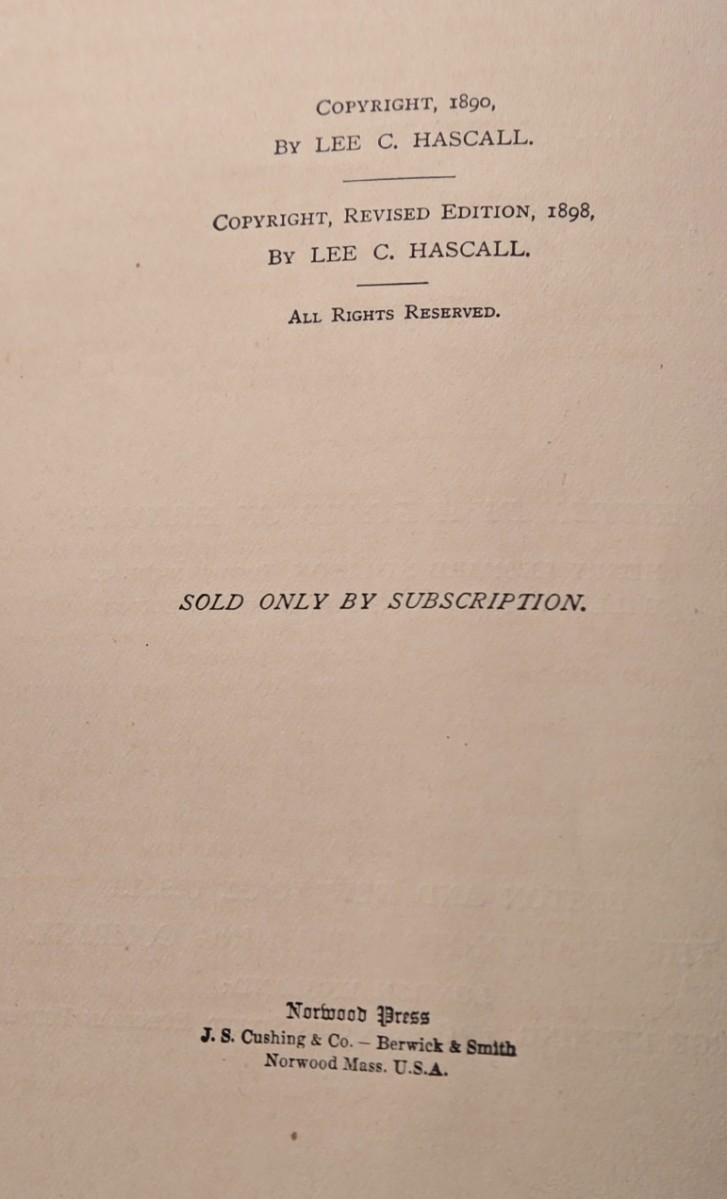 COPYRIGHT, 1890,
BY LEE C. HASCALL.
COPYRIGHT, REVISED EDITION, 1898,
BY LEE C. HASCALL.
ALL RIGHTS RESERVED.
SOLD ONLY BY SUBSCRIPTION.
Norwood Press
J. S. Cushing & Co. – Berwick & Smith
Norwood Mass. U.S.A.